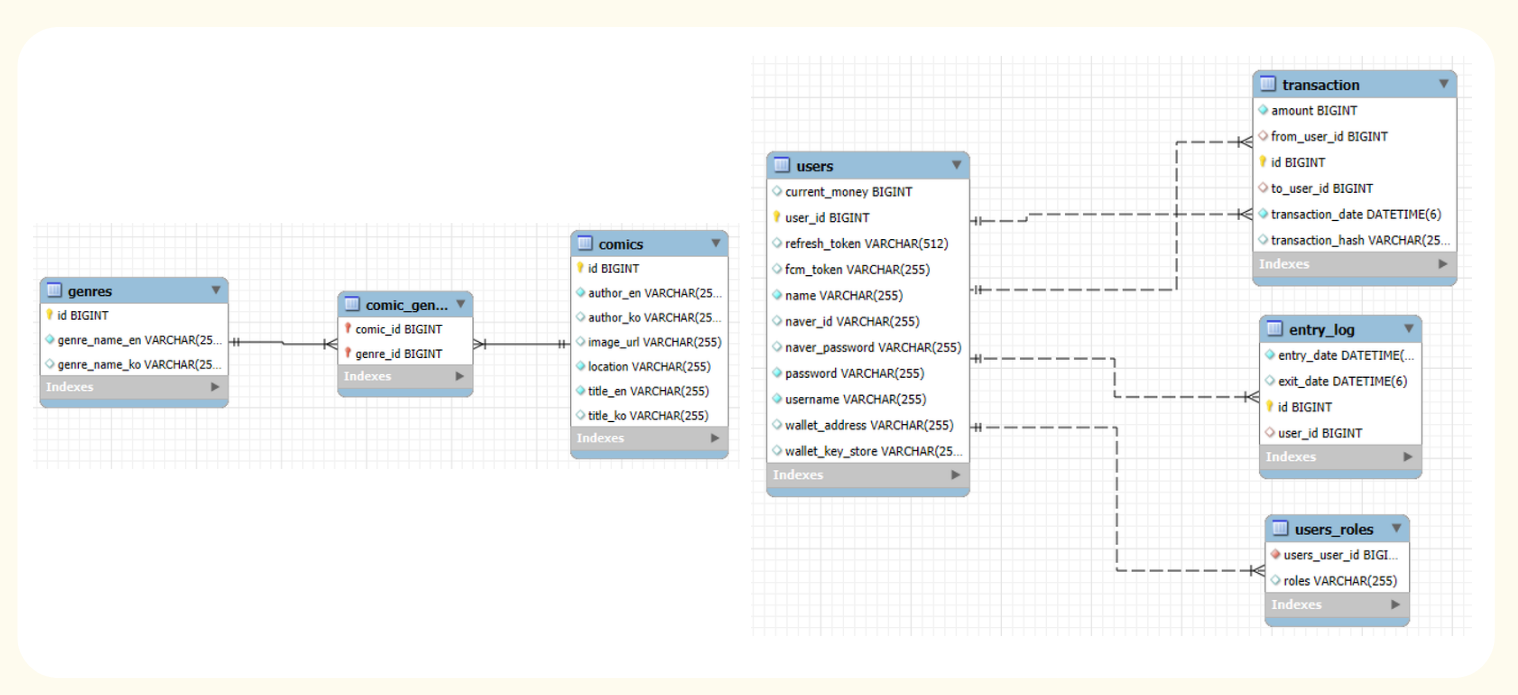 genres
id BIGINT
genre_name_en VARCHAR(25...
genre_name_ko VARCHAR(25...
Indexes
comic_gen...
comic_id BIGINT
genre_id BIGINT
Indexes
comics
id BIGINT
author_en VARCHAR(25...
author_ko VARCHAR(25...
image_url VARCHAR(255)
location VARCHAR(255)
title_en VARCHAR(255)
title_ko VARCHAR(255)
Indexes
users
current_money BIGINT
user_id BIGINT
refresh_token VARCHAR(512)
fcm_token VARCHAR(255)
name VARCHAR(255)
naver_id VARCHAR(255)
naver_password VARCHAR(255)
password VARCHAR(255)
username VARCHAR(255)
wallet_address VARCHAR(255)
wallet_key_store VARCHAR(25...
Indexes
transaction
amount BIGINT
from_user_id BIGINT
id BIGINT
to_user_id BIGINT
transaction_date DATETIME(6)
transaction_hash VARCHAR(25...
Indexes
entry_log
entry_date DATETIME(...
exit_date DATETIME(6)
id BIGINT
user_id BIGINT
Indexes
users_roles
users_user_id BIGI...
roles VARCHAR(255)
Indexes